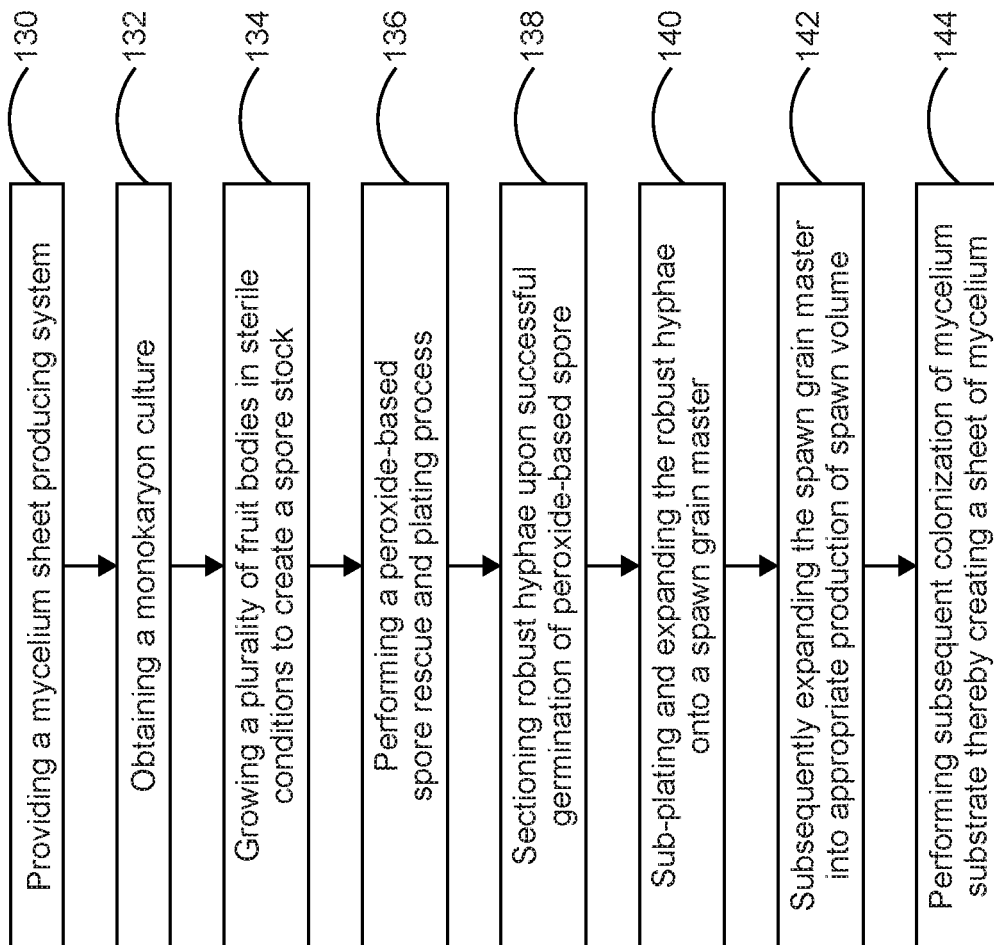 Providing a mycelium sheet producing system
130
Obtaining a monokaryon culture
132
Growing a plurality of fruit bodies in sterile
conditions to create a spore stock
134
Performing a peroxide-based
spore rescue and plating process
136
Sectioning robust hyphae upon successful
germination of peroxide-based spore
138
Sub-plating and expanding the robust hyphae
onto a spawn grain master
140
Subsequently expanding the spawn grain master
into appropriate production of spawn volume
142
Performing subsequent colonization of mycelium
substrate thereby creating a sheet of mycelium
144